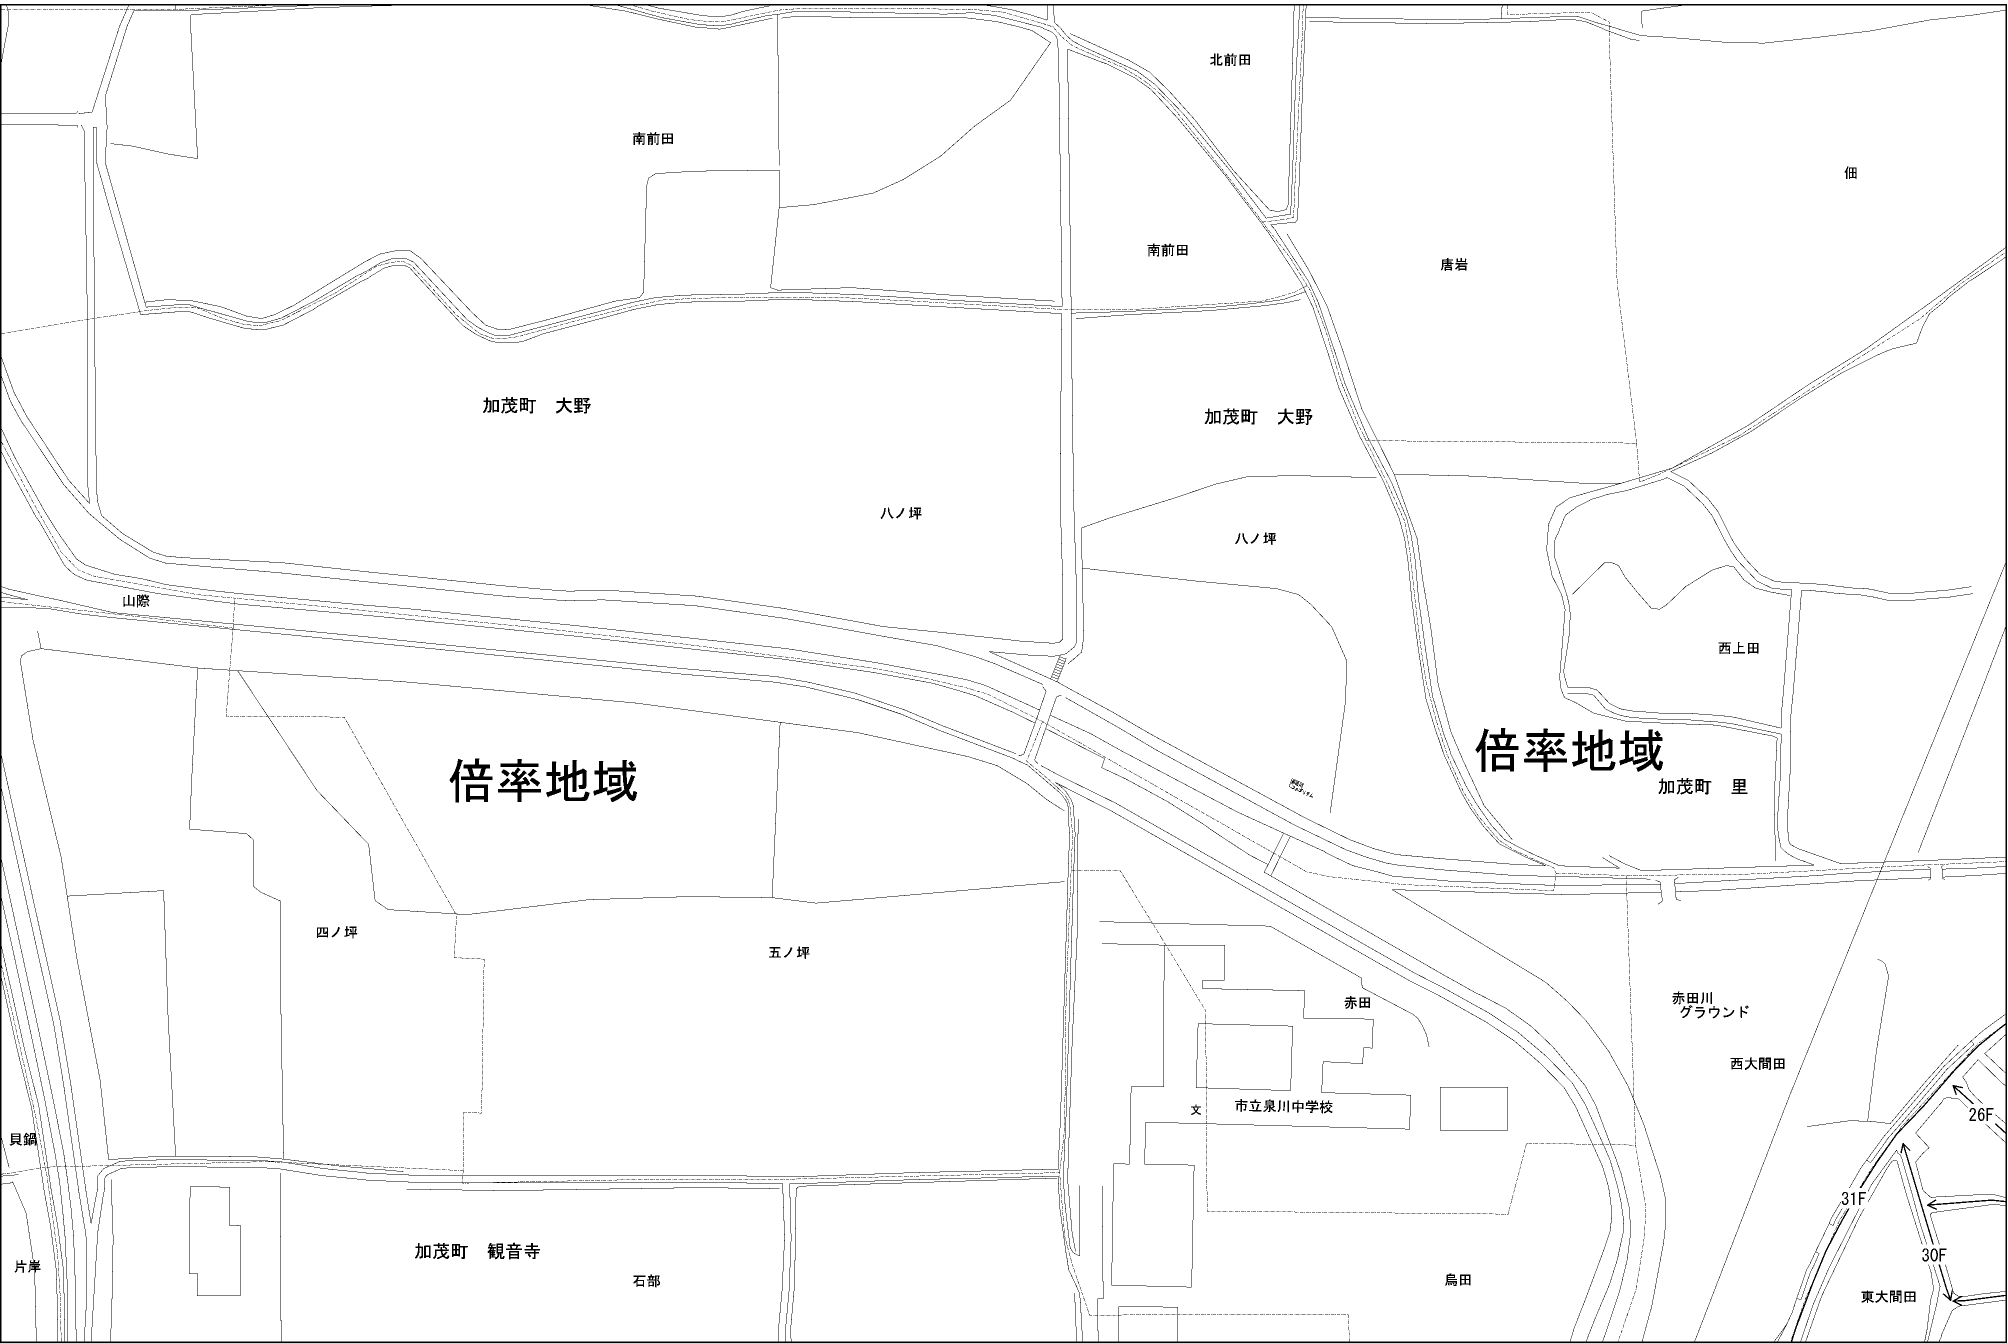 北前田
南前田
佃
南前田
唐岩
加茂町　大野
加茂町　大野
八ノ坪
八ノ坪
山際
西上田
倍率地域
倍率地域
加茂町　里
四ノ坪
五ノ坪
赤田
赤田川
グラウンド
西大間田
文
市立泉川中学校
26F
貝鍋
31F
30F
加茂町　観音寺
片岸
石部
烏田
東大間田